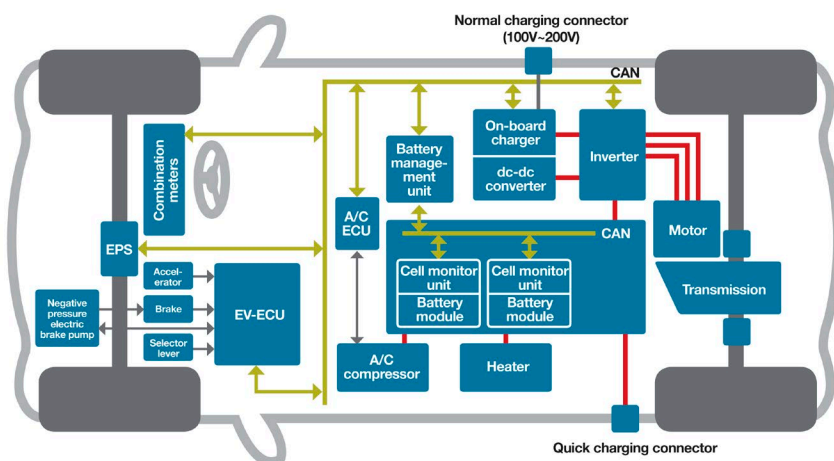 Normal charging connector
(100V~200V)
CAN
Combination
meters
Battery
manage-
ment
unit
On-board
charger
dc-dc
converter
Inverter
A/C
ECU
CAN
Motor
EPS
Accel-
erator
Cell monitor
unit
Battery
module
Cell monitor
unit
Battery
module
Transmission
Negative
pressure
electric
brake pump
Brake
EV-ECU
Selector
lever
A/C
compressor
Heater
Quick charging connector